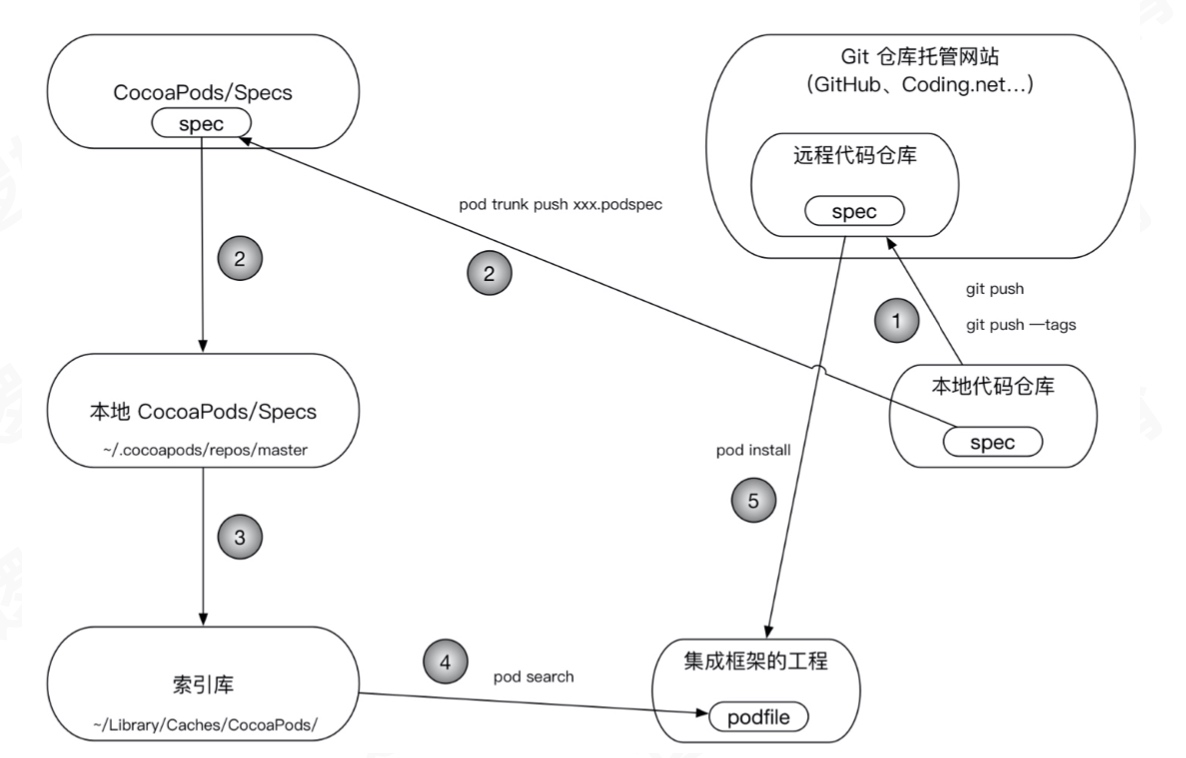 CocoaPods/Specs
spec
Git 仓库托管网站
(GitHub、Coding.net...)
远程代码仓库
spec
pod trunk push xxx.podspec
2
2
git push
1
git push —tags
本地代码仓库
spec
本地 CocoaPods/Specs
~/.cocoapods/repos/master
pod install
5
3
索引库
~/Library/Caches/CocoaPods/
4
pod search
集成框架的工程
podfile